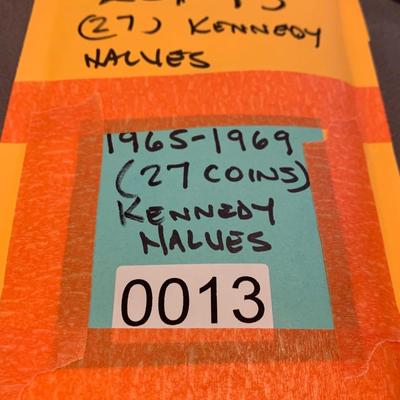 (27) KENNEDY
HALVES
1965-1969
(27 COINS)
KENNEDY
HALVES
0013